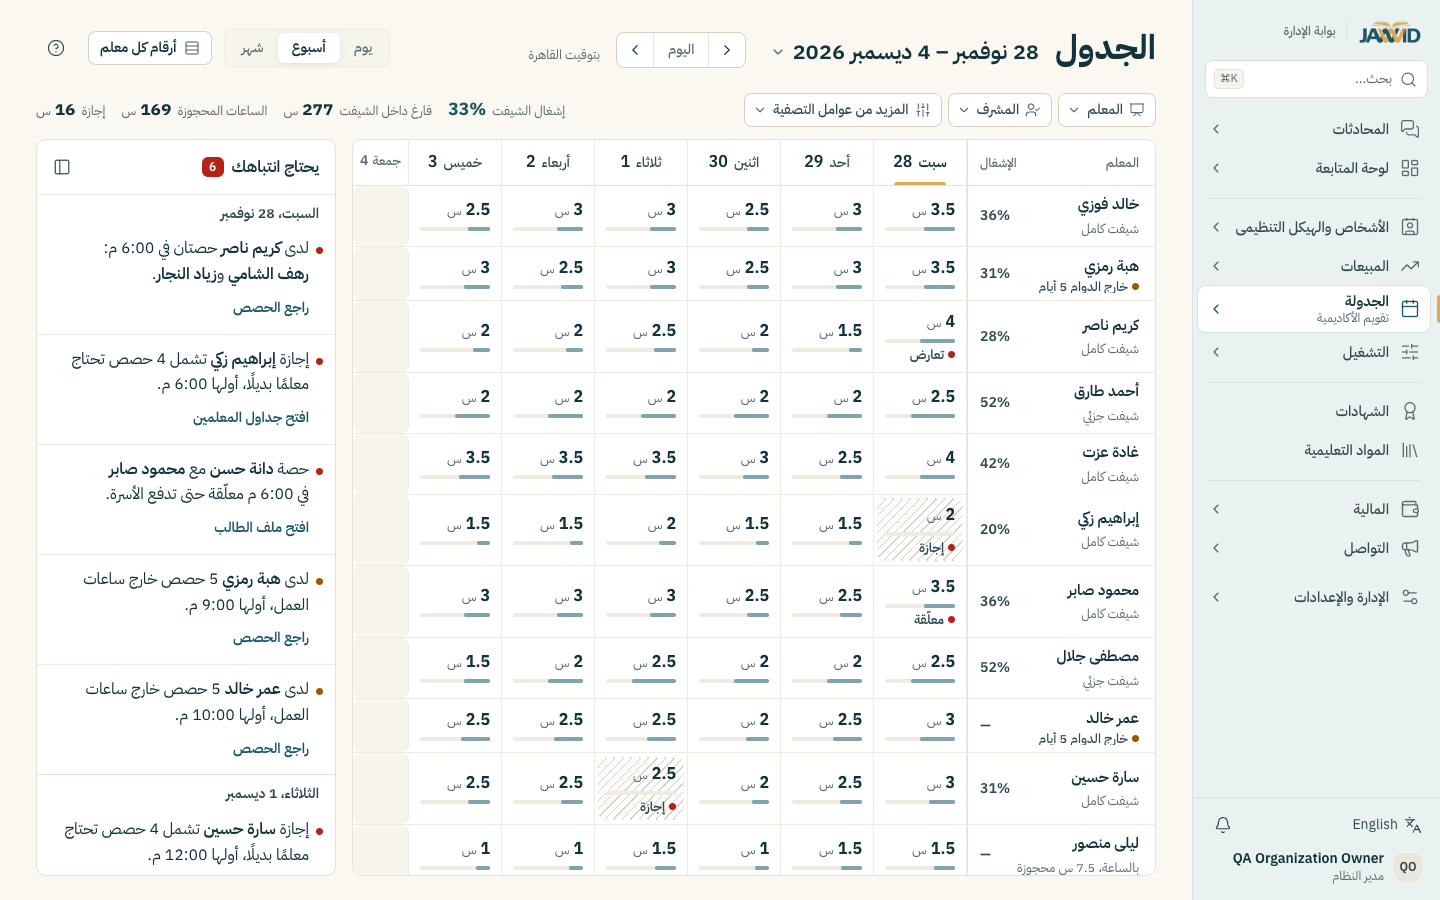 JAWWID
بوابة الإدارة
بحث...
⌘K
المحادثات
لوحة المتابعة
الأشخاص والهيكل التنظيمي
المبيعات
الجدولة
تقويم الأكاديمية
التشغيل
الشهادات
المواد التعليمية
المالية
التواصل
الإدارة والإعدادات
English
QA Organization Owner
مدير النظام
QO
الجدول
28 نوفمبر – 4 ديسمبر 2026
اليوم
بتوقيت القاهرة
يوم
أسبوع
شهر
أرقام كل معلم
المعلم
المشرف
المزيد من عوامل التصفية
إشغال الشيفت 33%
فارغ داخل الشيفت 277 س
الساعات المحجوزة 169 س
إجازة 16 س
المعلم الإشغال سبت 28 أحد 29 اثنين 30 ثلاثاء 1 أربعاء 2 خميس 3 جمعة 4
خالد فوزي 36% 3.5 س 3 س 2.5 س 3 س 3 س 2.5 س
شيفت كامل
هبة رمزي 31% 3.5 س 3 س 2.5 س 3 س 2.5 س 3 س
خارج الدوام 5 أيام
كريم ناصر 28% 4 س 1.5 س 2 س 2.5 س 2 س 2 س
شيفت كامل تعارض
أحمد طارق 52% 2.5 س 2 س 2 س 2 س 2 س 2 س
شيفت جزئي
غادة عزت 42% 4 س 2.5 س 3 س 3.5 س 3.5 س 3.5 س
شيفت كامل
إبراهيم زكي 20% 2 س 1.5 س 1.5 س 2 س 1.5 س 1.5 س
شيفت كامل إجازة
محمود صابر 36% 3.5 س 2.5 س 2.5 س 3 س 3 س 3 س
شيفت كامل معلّقة
مصطفى جلال 52% 2.5 س 2 س 2 س 2.5 س 2 س 1.5 س
شيفت جزئي
عمر خالد – 3 س 2.5 س 2 س 2.5 س 2.5 س 2.5 س
خارج الدوام 5 أيام
سارة حسين 31% 3 س 2.5 س 2 س 2.5 س 2.5 س 2.5 س
شيفت كامل إجازة
ليلى منصور – 1.5 س 1.5 س 1 س 1.5 س 1 س 1 س
بالساعة، 7.5 س محجوزة
يحتاج انتباهك 6
السبت، 28 نوفمبر
لدى كريم ناصر حصتان في 6:00 م:
رهف الشامي وزياد النجار.
راجع الحصص
إجازة إبراهيم زكي تشمل 4 حصص تحتاج
معلمًا بديلًا، أولها 6:00 م.
افتح جداول المعلمين
حصة دانة حسن مع محمود صابر
في 6:00 م معلّقة حتى تدفع الأسرة.
افتح ملف الطالب
لدى هبة رمزي 5 حصص خارج ساعات
العمل، أولها 9:00 م.
راجع الحصص
لدى عمر خالد 5 حصص خارج ساعات
العمل، أولها 10:00 م.
راجع الحصص
الثلاثاء، 1 ديسمبر
إجازة سارة حسين تشمل 4 حصص تحتاج
معلمًا بديلًا، أولها 12:00 م.